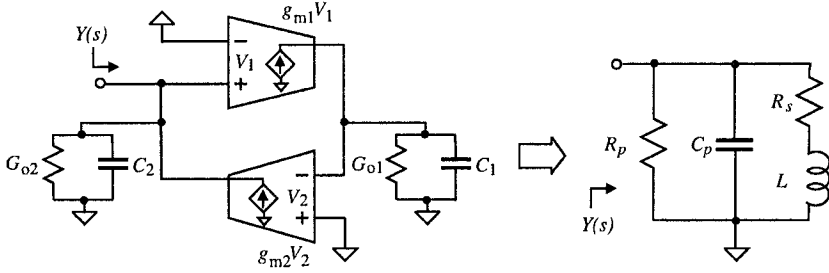 g_m1V_1
Y(s)
−
V_1
+
G_o2
C_2
−
V_2
+
g_m2V_2
G_o1
C_1
R_p
C_p
R_s
L
Y(s)